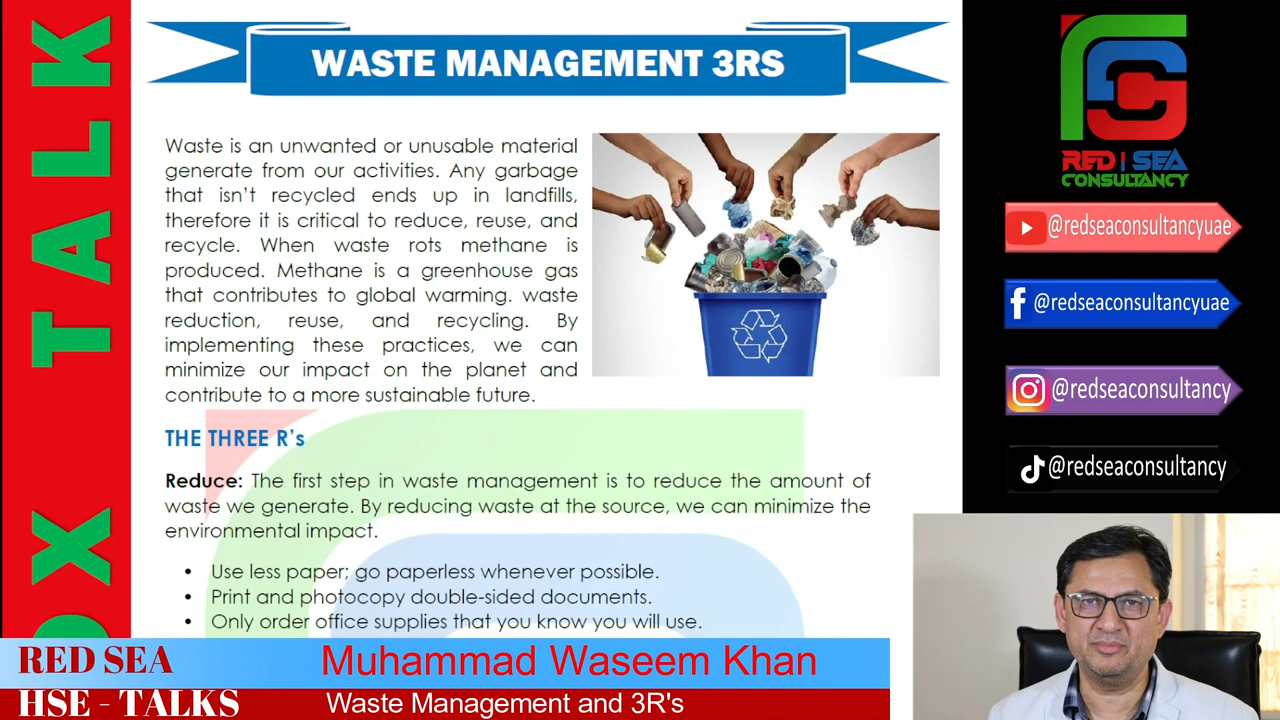 OX TALK
WASTE MANAGEMENT 3RS
Waste is an unwanted or unusable material
generate from our activities. Any garbage
that isn't recycled ends up in landfills,
therefore it is critical to reduce, reuse, and
recycle. When waste rots methane is
produced. Methane is a greenhouse gas
that contributes to global warming. waste
reduction, reuse, and recycling. By
implementing these practices, we can
minimize our impact on the planet and
contribute to a more sustainable future.
THE THREE R's
Reduce: The first step in waste management is to reduce the amount of
waste we generate. By reducing waste at the source, we can minimize the
environmental impact.
• Use less paper; go paperless whenever possible.
• Print and photocopy double-sided documents.
• Only order office supplies that you know you will use.
RED | SEA
CONSULTANCY
@redseaconsultancyuae
@redseaconsultancyuae
@redseaconsultancy
@redseaconsultancy
RED SEA
HSE - TALKS
Muhammad Waseem Khan
Waste Management and 3R's